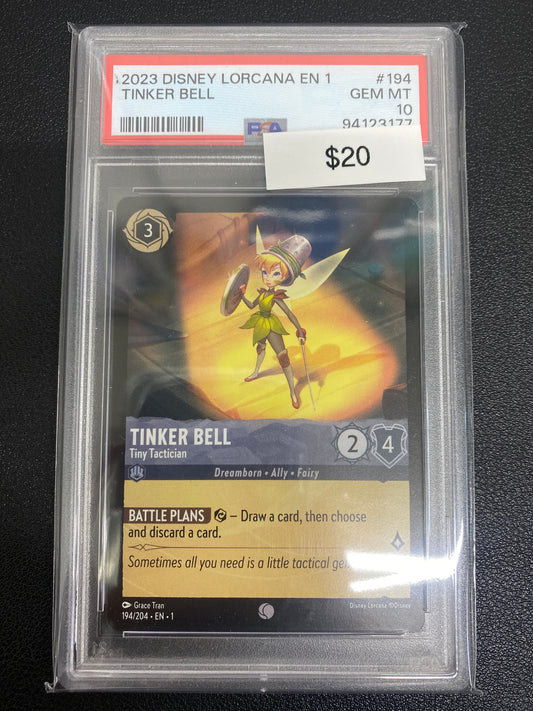 2023 DISNEY LORCANA EN 1 #194
TINKER BELL GEM MT
10
94123177
$20
3
TINKER BELL
Tiny Tactician
2 4
Dreamborn • Ally • Fairy
BATTLE PLANS – Draw a card, then choose
and discard a card.
Sometimes all you need is a little tactical
Grace Tran
194/204 • EN • 1
Disney Lorcana ©Disney